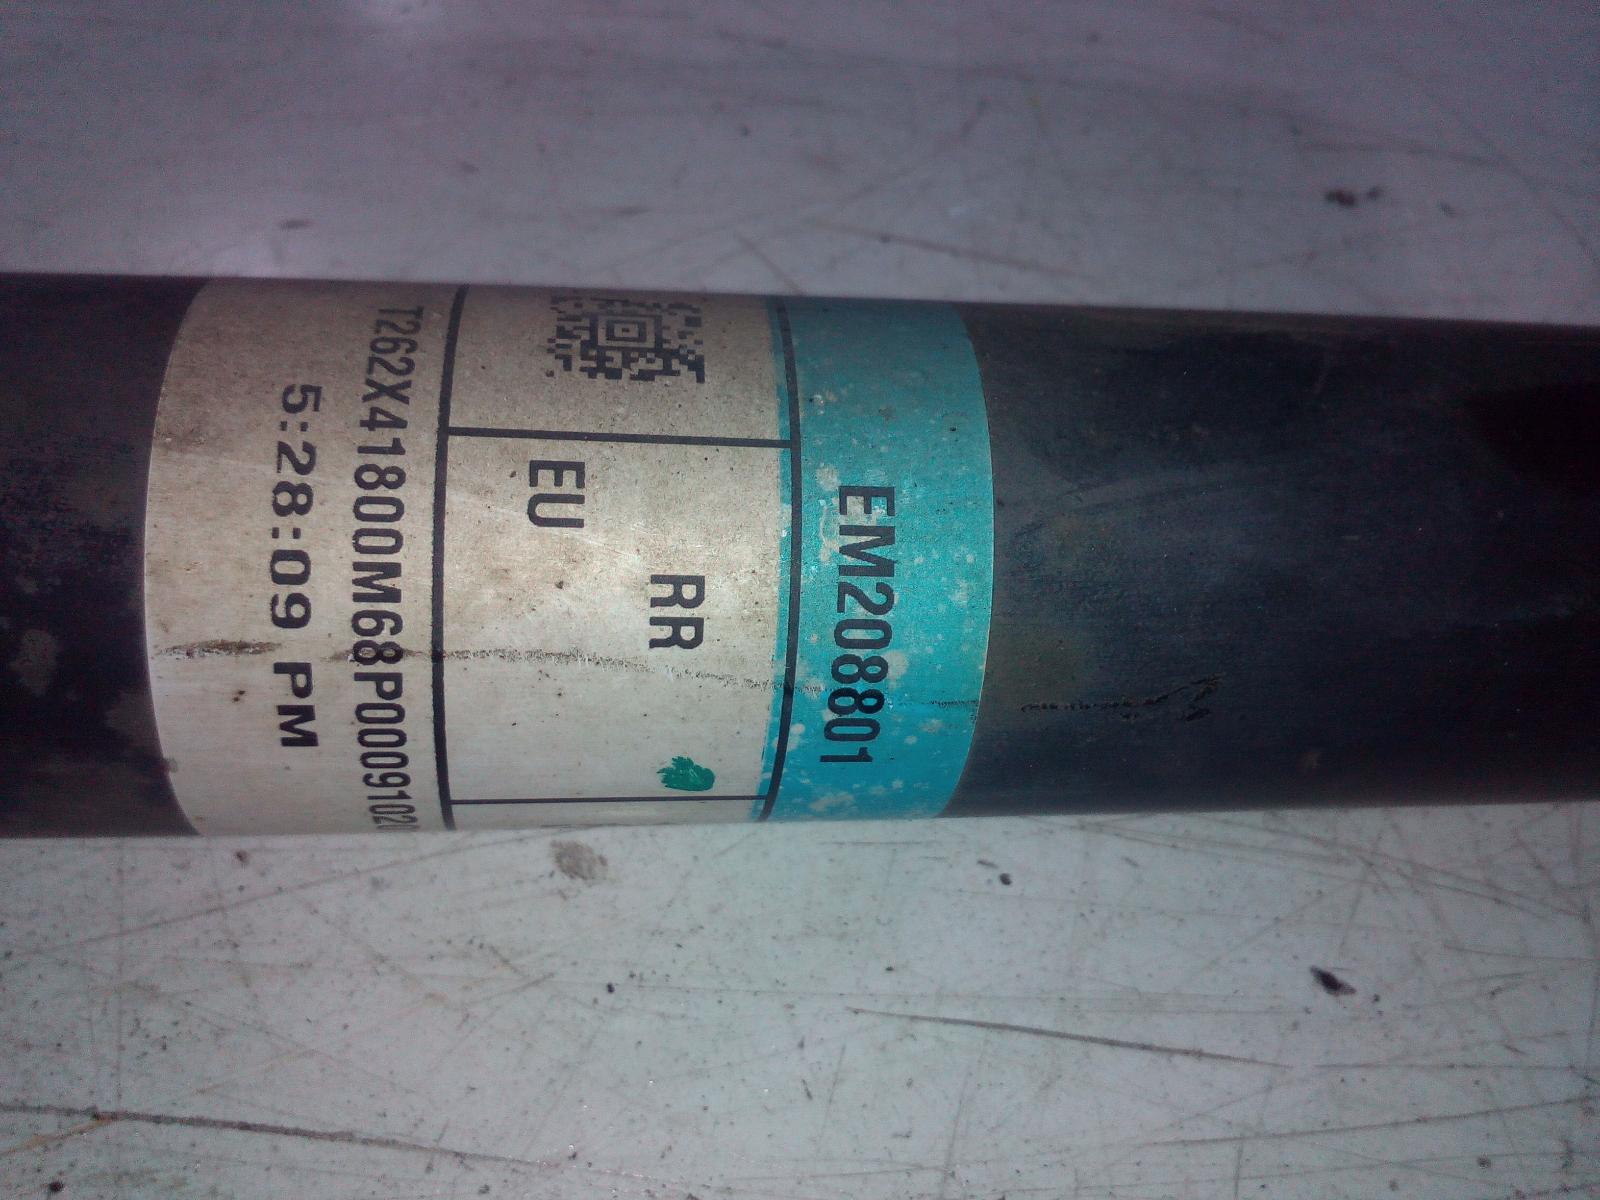 EM208801
RR
EU
T262X41800M68P00091020
5:28:09 PM